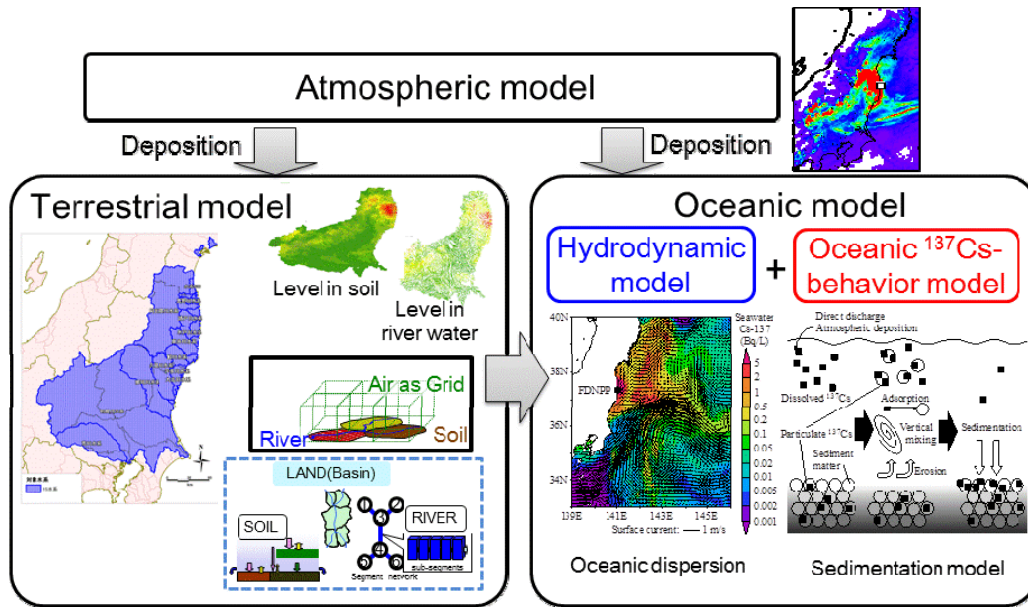 Atmospheric model
Deposition
Deposition
Terrestrial model
Level in soil
Level in
river water
Air as Grid
River
Soil
LAND(Basin)
SOIL
RIVER
sub-segments
Segment network
Oceanic model
Hydrodynamic
model
+
Oceanic ¹³⁷Cs-
behavior model
Seawater
Cs-137
(Bq/L)
40N
38N
36N
34N
FDNPP
139E
141E
143E
145E
5
2
1
0.5
0.2
0.1
0.05
0.02
0.01
0.005
0.002
0.001
Surface current: — 1 m/s
Oceanic dispersion
Direct discharge
Atmospheric deposition
Dissolved ¹³⁷Cs
Adsorption
Particulate ¹³⁷Cs
Vertical
mixing
Sedimentation
Sediment
matter
Erosion
Sedimentation model